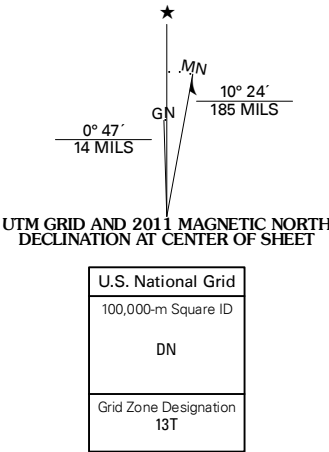 ★
MN
10° 24´
185 MILS
GN
0° 47´
14 MILS
UTM GRID AND 2011 MAGNETIC NORTH
DECLINATION AT CENTER OF SHEET
U.S. National Grid
100,000-m Square ID
DN
Grid Zone Designation
13T